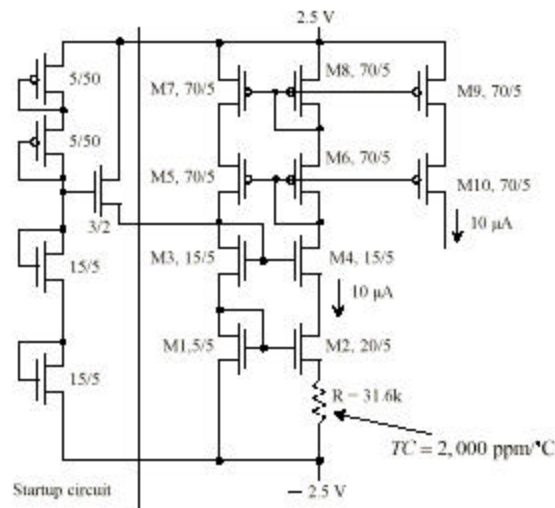 2.5 V
5/50
M7, 70/5
M8, 70/5
M9, 70/5
5/50
M5, 70/5
M6, 70/5
M10, 70/5
3/2
10 μA
M3, 15/5
M4, 15/5
15/5
10 μA
M1,5/5
M2, 20/5
15/5
R = 31.6k
TC = 2,000 ppm/°C
Startup circuit
– 2.5 V